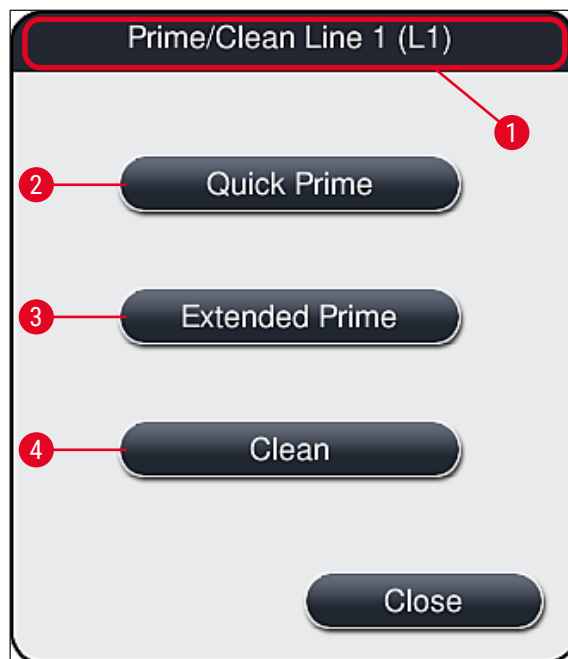 Prime/Clean Line 1 (L1)
1
2 Quick Prime
3 Extended Prime
4 Clean
Close